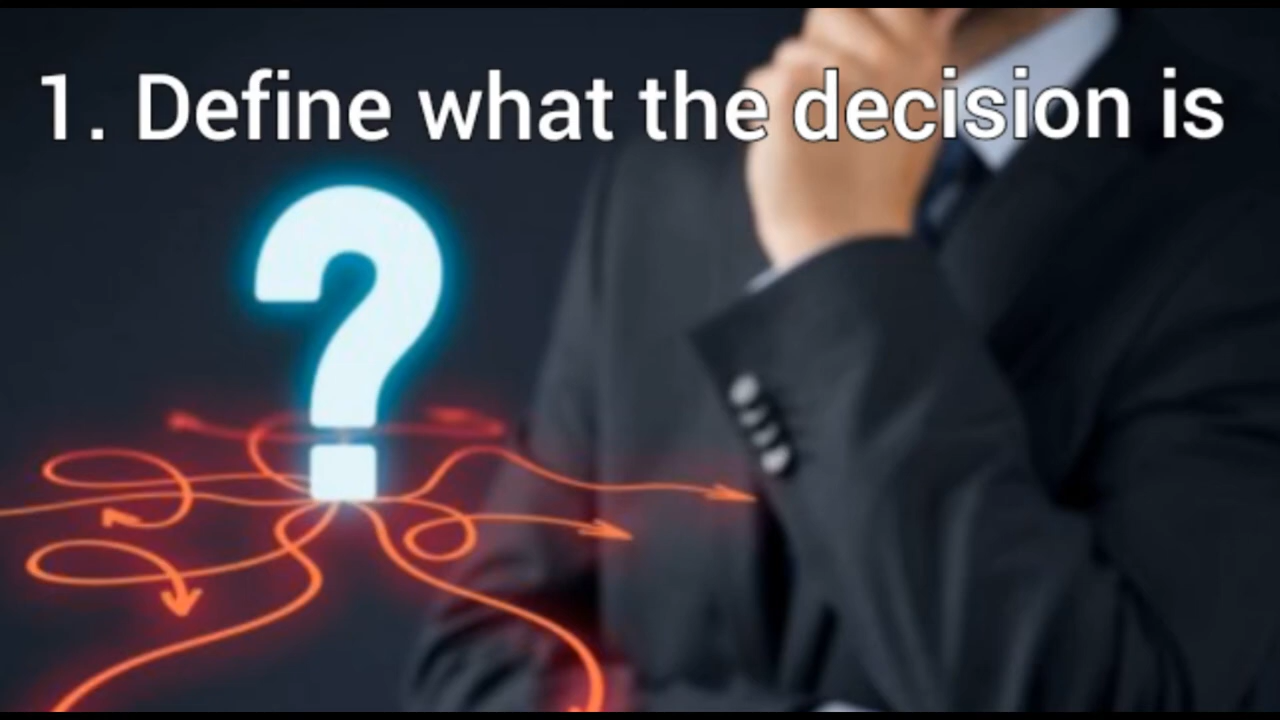 1. Define what the decision is
?